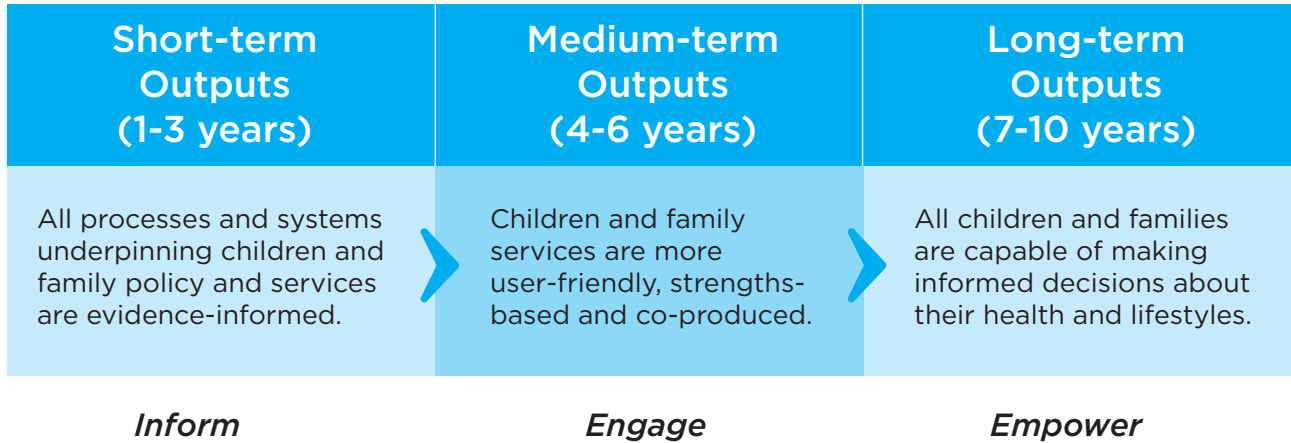 Short-term
Outputs
(1-3 years)
Medium-term
Outputs
(4-6 years)
Long-term
Outputs
(7-10 years)
All processes and systems
underpinning children and
family policy and services
are evidence-informed.
Children and family
services are more
user-friendly, strengths-
based and co-produced.
All children and families
are capable of making
informed decisions about
their health and lifestyles.
Inform
Engage
Empower